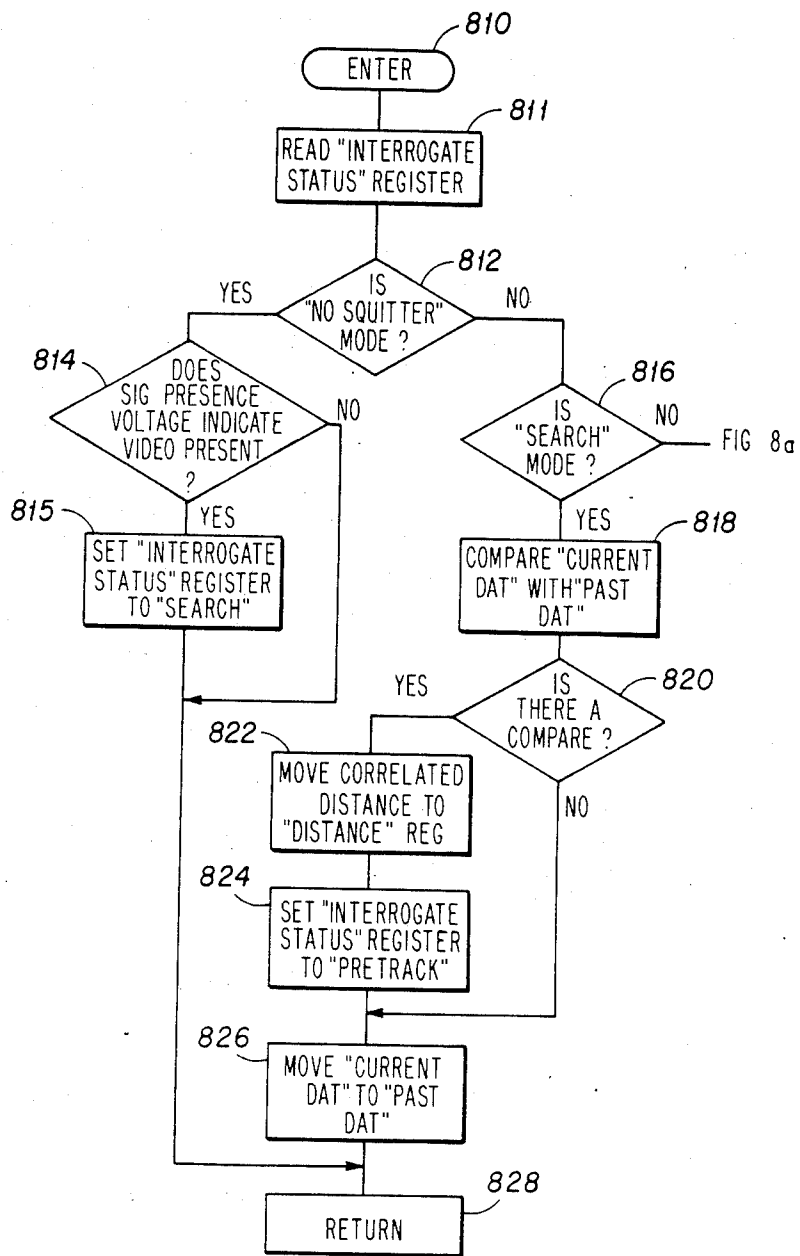 810
ENTER
811
READ "INTERROGATE
STATUS" REGISTER
812
IS
"NO SQUITTER"
MODE ?
YES
NO
814
DOES
SIG PRESENCE
VOLTAGE INDICATE
VIDEO PRESENT
?
NO
YES
815
SET "INTERROGATE
STATUS" REGISTER
TO "SEARCH"
816
IS
"SEARCH"
MODE ?
NO
FIG 8a
YES
818
COMPARE "CURRENT
DAT" WITH "PAST
DAT"
820
IS
THERE A
COMPARE ?
YES
NO
822
MOVE CORRELATED
DISTANCE TO
"DISTANCE" REG
824
SET "INTERROGATE
STATUS" REGISTER
TO "PRETRACK"
826
MOVE "CURRENT
DAT" TO "PAST
DAT"
828
RETURN